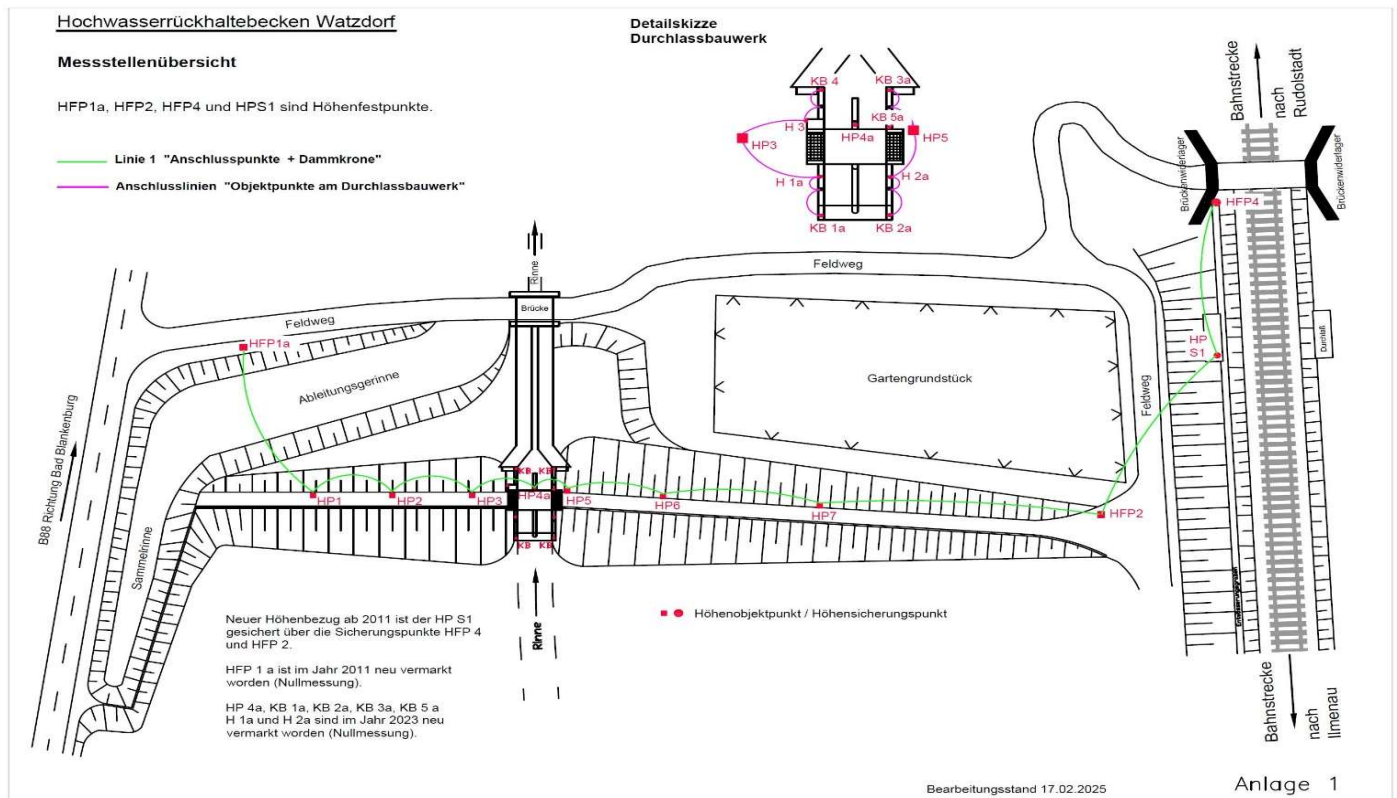 Hochwasserrückhaltebecken Watzdorf
Messstellenübersicht
HFP1a, HFP2, HFP4 und HPS1 sind Höhenfestpunkte.
Linie 1 "Anschlusspunkte + Dammkrone"
Anschlusslinien "Objektpunkte am Durchlassbauwerk"
Detailskizze
Durchlassbauwerk
KB 4
KB 3a
H 3
KB 5a
HP3
HP4a
HP5
H 1a
H 2a
KB 1a
KB 2a
Bahnstrecke
nach
Rudolstadt
Brückenwiderlager
Brückenwiderlager
HFP4
Rinne
Feldweg
Brücke
Feldweg
HFP1a
HP
S1
Durchlaß
Ableitungsgerinne
Gartengrundstück
Feldweg
B88 Richtung Bad Blankenburg
Sammelrinne
KB
KB
HP1
HP2
HP3
HP4a
HP5
HP6
HP7
HFP2
KB
KB
Rinne
Höhenobjektpunkt / Höhensicherungspunkt
Neuer Höhenbezug ab 2011 ist der HP S1
gesichert über die Sicherungspunkte HFP 4
und HFP 2.
HFP 1 a ist im Jahr 2011 neu vermarkt
worden (Nullmessung).
HP 4a, KB 1a, KB 2a, KB 3a, KB 5 a
H 1a und H 2a sind im Jahr 2023 neu
vermarkt worden (Nullmessung).
Bahnstrecke
nach
Ilmenau
Bearbeitungsstand 17.02.2025
Anlage 1